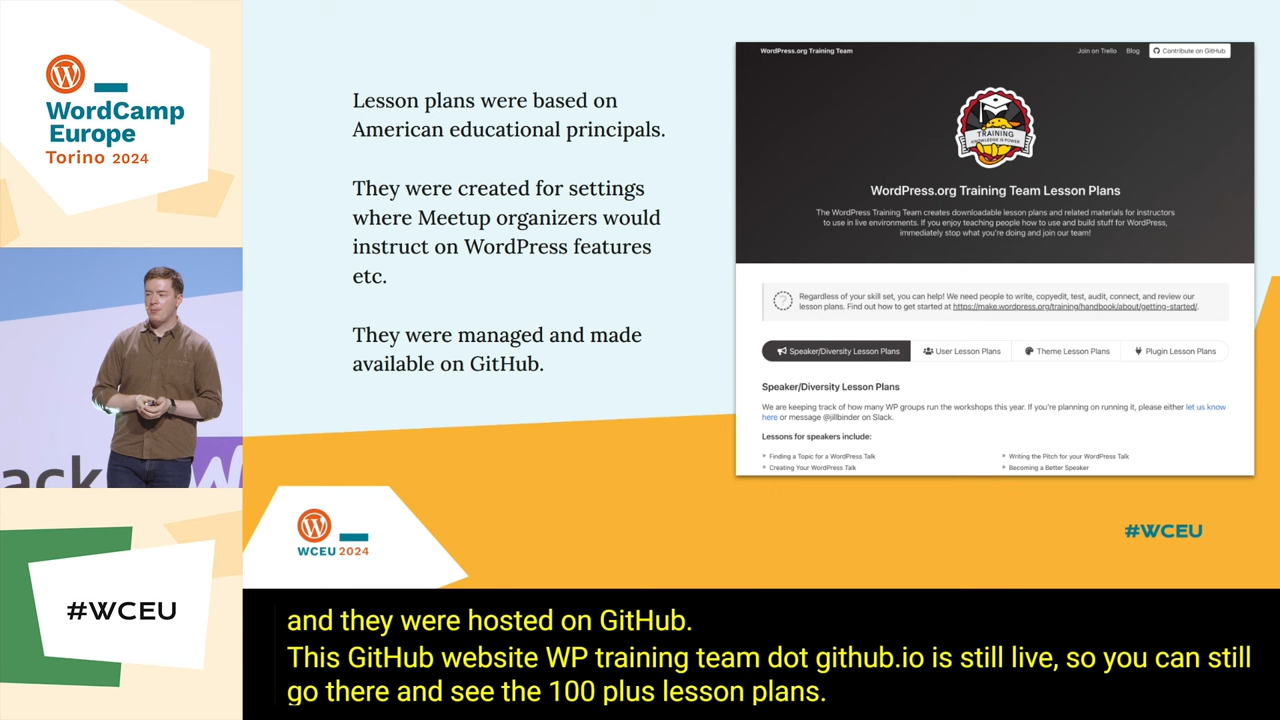 WordCamp
Europe
Torino 2024
ack
#WCEU
Lesson plans were based on
American educational principals.
They were created for settings
where Meetup organizers would
instruct on WordPress features
etc.
They were managed and made
available on GitHub.
WordPress.org Training Team
Join on Trello
Blog
Contribute on GitHub
TRAINING
KNOWLEDGE IS POWER
WordPress.org Training Team Lesson Plans
The WordPress Training Team creates downloadable lesson plans and related materials for instructors
to use in live environments. If you enjoy teaching people how to use and build stuff for WordPress,
immediately stop what you're doing and join our team!
Regardless of your skill set, you can help! We need people to write, copyedit, test, audit, connect, and review our
lesson plans. Find out how to get started at https://make.wordpress.org/training/handbook/about/getting-started/.
Speaker/Diversity Lesson Plans
User Lesson Plans
Theme Lesson Plans
Plugin Lesson Plans
Speaker/Diversity Lesson Plans
We are keeping track of how many WP groups run the workshops this year. If you're planning on running it, please either let us know
here or message @jillbinder on Slack.
Lessons for speakers include:
Finding a Topic for a WordPress Talk
Writing the Pitch for your WordPress Talk
Creating Your WordPress Talk
Becoming a Better Speaker
WCEU 2024
#WCEU
and they were hosted on GitHub.
This GitHub website WP training team dot github.io is still live, so you can still
go there and see the 100 plus lesson plans.